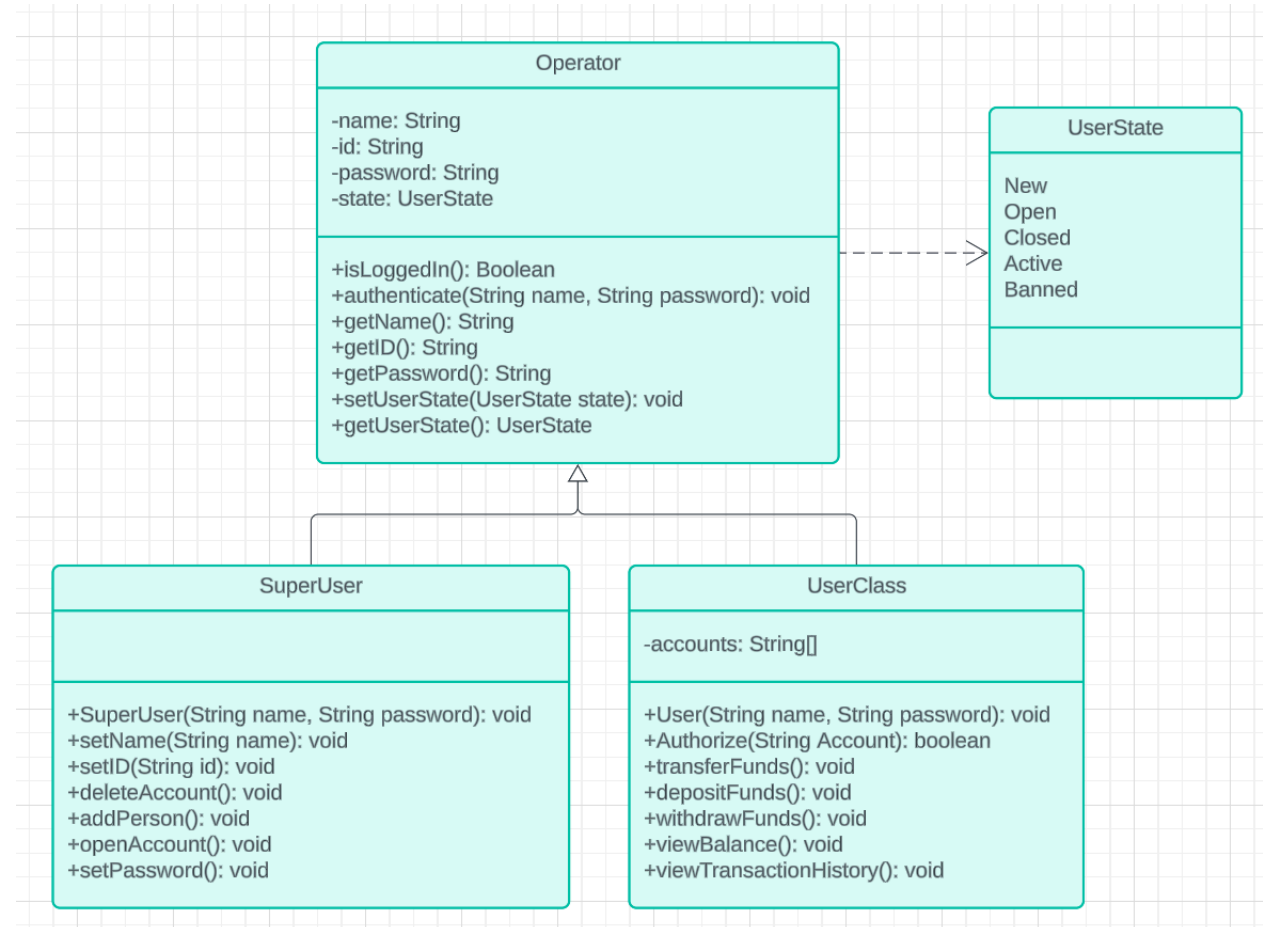 Operator
-name: String
-id: String
-password: String
-state: UserState
+isLoggedIn(): Boolean
+authenticate(String name, String password): void
+getName(): String
+getID(): String
+getPassword(): String
+setUserState(UserState state): void
+getUserState(): UserState
UserState
New
Open
Closed
Active
Banned
SuperUser
+SuperUser(String name, String password): void
+setName(String name): void
+setID(String id): void
+deleteAccount(): void
+addPerson(): void
+openAccount(): void
+setPassword(): void
UserClass
-accounts: String[]
+User(String name, String password): void
+Authorize(String Account): boolean
+transferFunds(): void
+depositFunds(): void
+withdrawFunds(): void
+viewBalance(): void
+viewTransactionHistory(): void